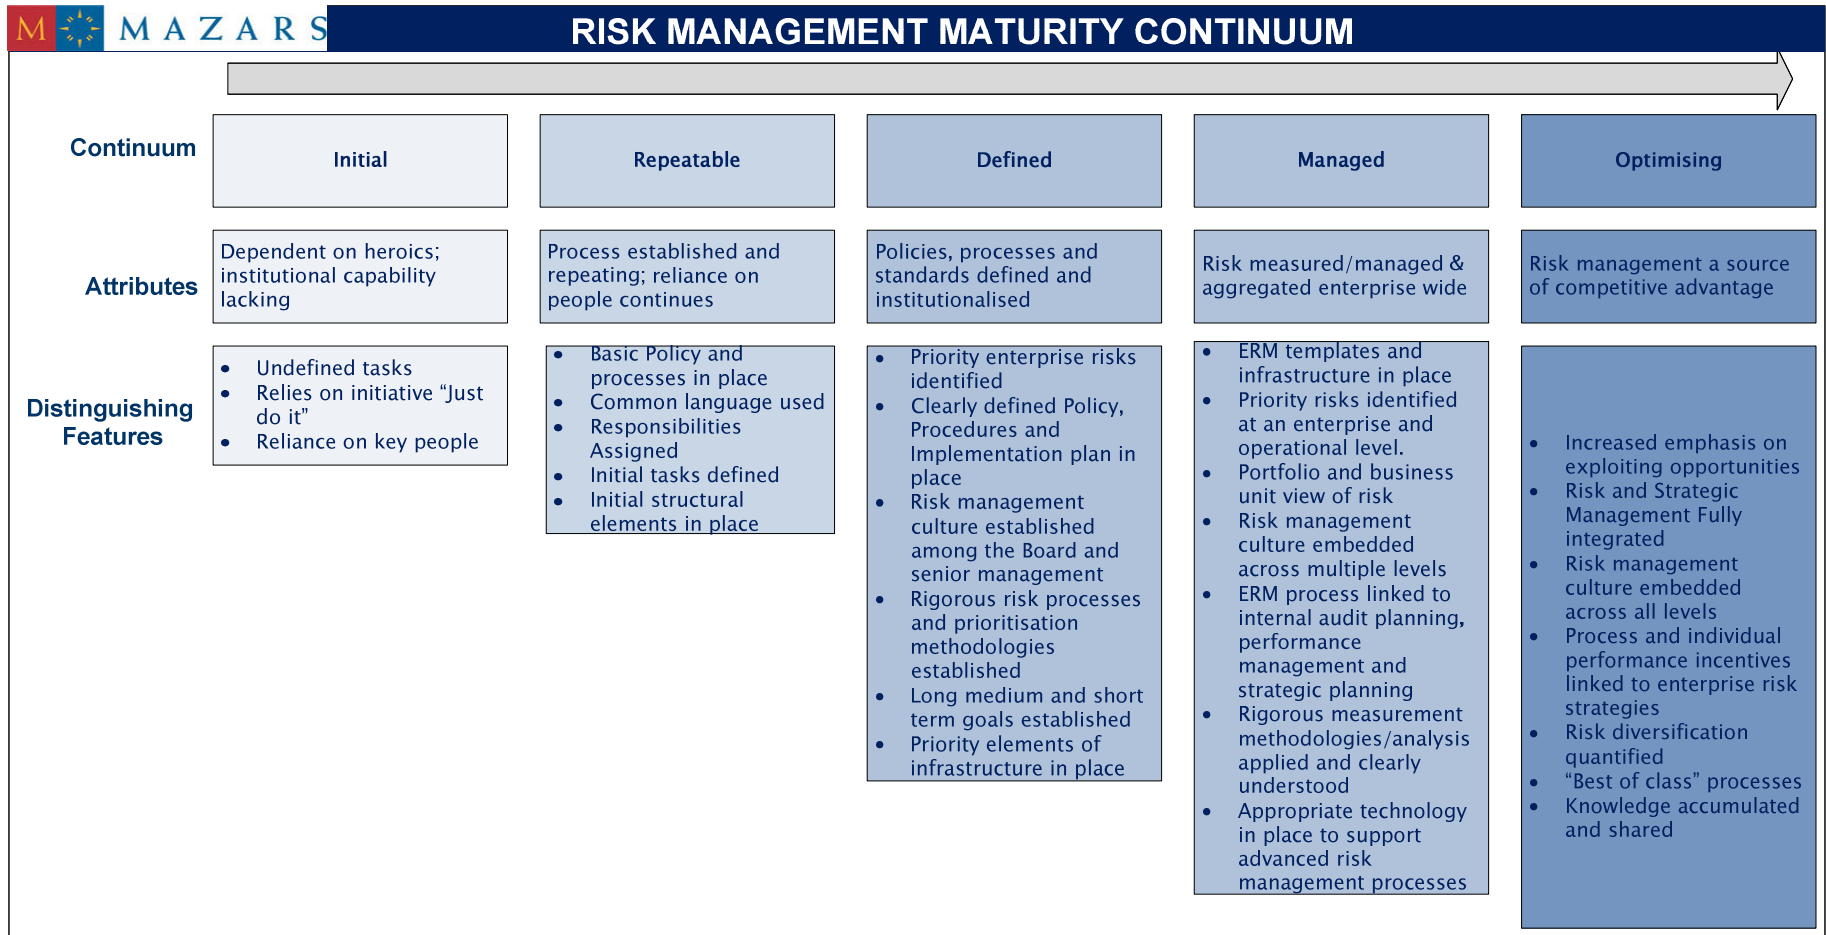 M MAZARS
RISK MANAGEMENT MATURITY CONTINUUM
Continuum
Initial
Repeatable
Defined
Managed
Optimising
Attributes
Dependent on heroics;
institutional capability
lacking
Process established and
repeating; reliance on
people continues
Policies, processes and
standards defined and
institutionalised
Risk measured/managed &
aggregated enterprise wide
Risk management a source
of competitive advantage
Distinguishing
Features
• Undefined tasks
• Relies on initiative “Just
do it”
• Reliance on key people
• Basic Policy and
processes in place
• Common language used
• Responsibilities
Assigned
• Initial tasks defined
• Initial structural
elements in place
• Priority enterprise risks
identified
• Clearly defined Policy,
Procedures and
Implementation plan in
place
• Risk management
culture established
among the Board and
senior management
• Rigorous risk processes
and prioritisation
methodologies
established
• Long medium and short
term goals established
• Priority elements of
infrastructure in place
• ERM templates and
infrastructure in place
• Priority risks identified
at an enterprise and
operational level.
• Portfolio and business
unit view of risk
• Risk management
culture embedded
across multiple levels
• ERM process linked to
internal audit planning,
performance
management and
strategic planning
• Rigorous measurement
methodologies/analysis
applied and clearly
understood
• Appropriate technology
in place to support
advanced risk
management processes
• Increased emphasis on
exploiting opportunities
• Risk and Strategic
Management Fully
integrated
• Risk management
culture embedded
across all levels
• Process and individual
performance incentives
linked to enterprise risk
strategies
• Risk diversification
quantified
• “Best of class” processes
• Knowledge accumulated
and shared